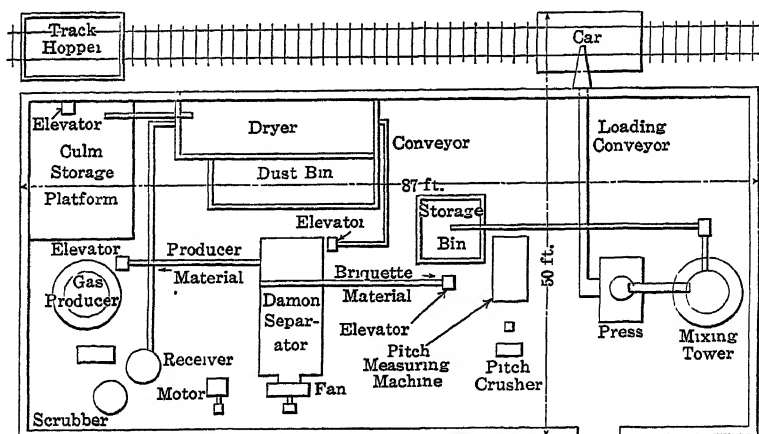 Track
Hopper
Car
Elevator
Culm
Storage
Platform
Dryer
Conveyor
Loading
Conveyor
Dust Bin
87 ft.
50 ft.
Storage
Bin
Elevator
Elevator
Gas
Producer
Producer
Material
Briquette
Material
Damon
Separ-
ator
Elevator
Pitch
Measuring
Machine
Pitch
Crusher
Press
Mixing
Tower
Receiver
Motor
Fan
Scrubber